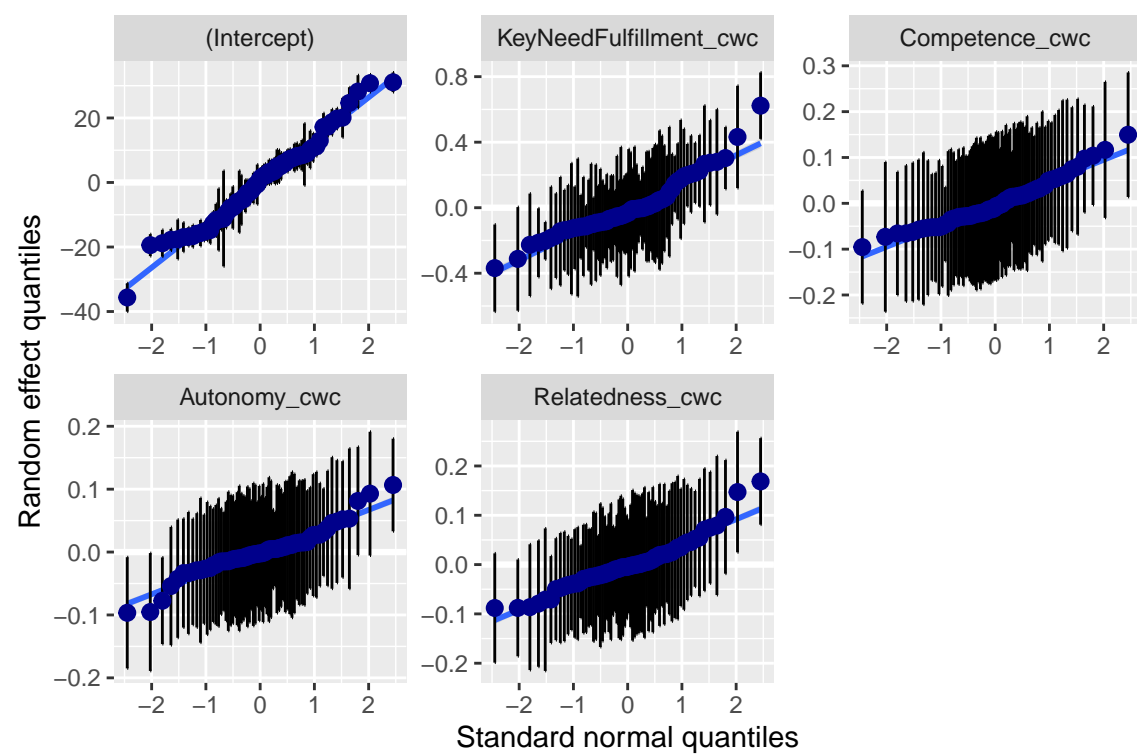 (Intercept)
KeyNeedFulfillment_cwc
Competence_cwc
20
0
−20
−40
−2 −1 0 1 2
0.8
0.4
0.0
−0.4
−2 −1 0 1 2
0.3
0.2
0.1
0.0
−0.1
−0.2
−2 −1 0 1 2
Autonomy_cwc
Relatedness_cwc
0.2
0.1
0.0
−0.1
−0.2
−2 −1 0 1 2
0.2
0.1
0.0
−0.1
−0.2
−2 −1 0 1 2
Random effect quantiles
Standard normal quantiles